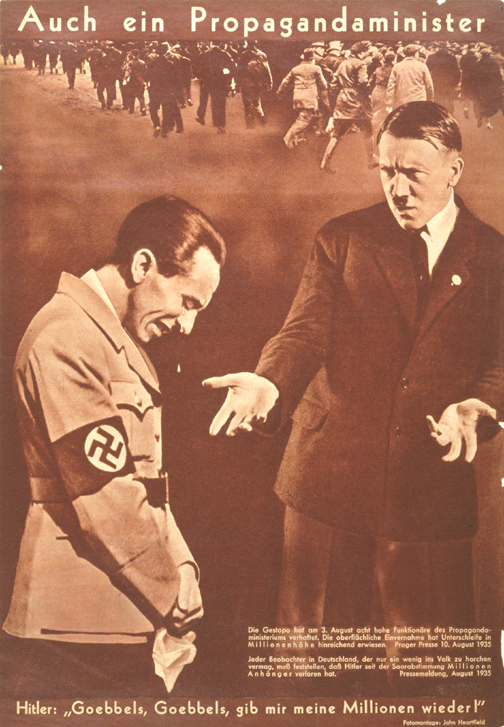 Auch ein Propagandaminister
Die Gestapo hat am 3. August acht hohe Funktionäre des Propaganda-
ministeriums verhaftet. Die oberflächliche Einvernahme hat Unterschleife in
Millionenhöhe hinreichend erwiesen. Prager Presse 10. August 1935
Jeder Beobachter in Deutschland, der nur ein wenig ins Volk zu horchen
vermag, muß feststellen, daß Hitler seit der Saarabstimmung Millionen
Anhänger verloren hat. Pressemeldung, August 1935
Hitler: „Goebbels, Goebbels, gib mir meine Millionen wieder!"
Fotomontage: John Heartfield